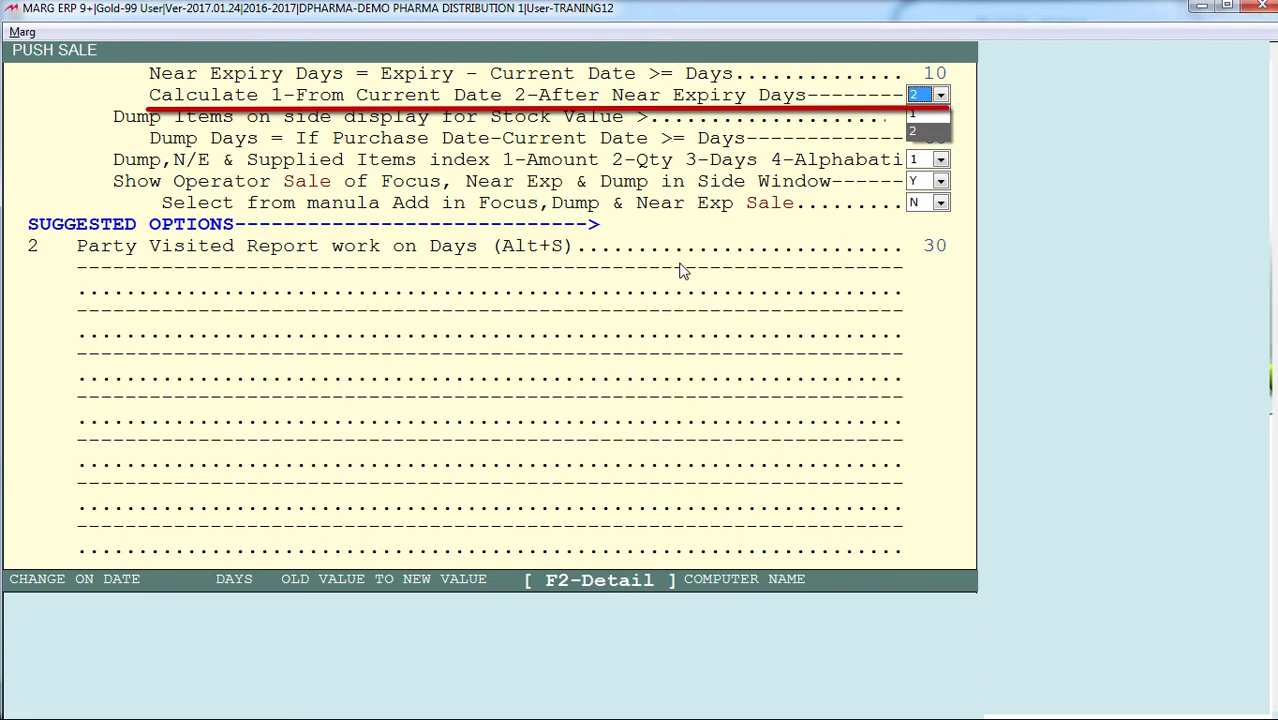 MARG ERP 9+|Gold-99 User|Ver-2017.01.24|2016-2017|DPHARMA-DEMO PHARMA DISTRIBUTION 1|User-TRANING12
Marg
PUSH SALE
Near Expiry Days = Expiry - Current Date >= Days.............. 10
Calculate 1-From Current Date 2-After Near Expiry Days-------- 2
1
2
Dump Items on side display for Stock Value >....................
Dump Days = If Purchase Date-Current Date >= Days-------------
Dump,N/E & Supplied Items index 1-Amount 2-Qty 3-Days 4-Alphabati 1
Show Operator Sale of Focus, Near Exp & Dump in Side Window------ Y
Select from manula Add in Focus,Dump & Near Exp Sale......... N
SUGGESTED OPTIONS----------------------------->
2 Party Visited Report work on Days (Alt+S)........................... 30
CHANGE ON DATE DAYS OLD VALUE TO NEW VALUE [ F2-Detail ] COMPUTER NAME